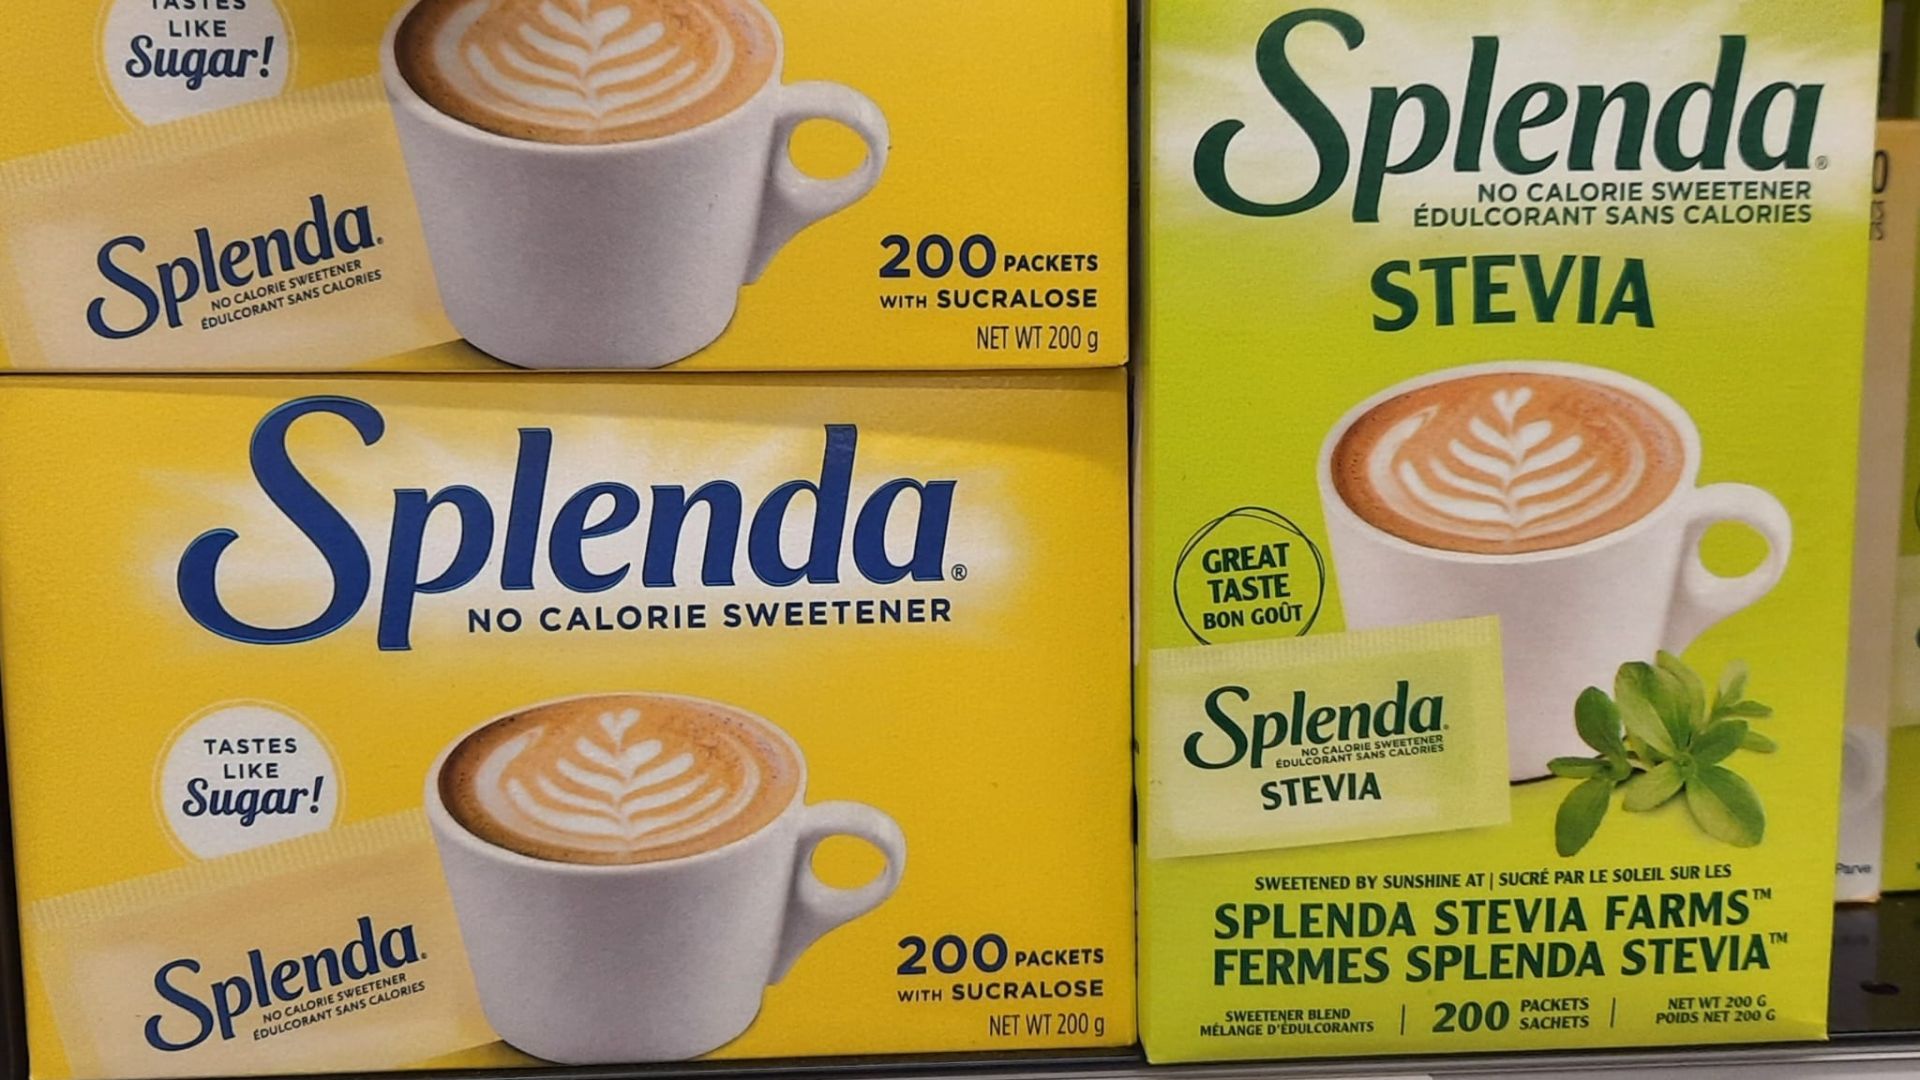 TASTES
LIKE
Sugar!
Splenda®
NO CALORIE SWEETENER
ÉDULCORANT SANS CALORIES
200 PACKETS
WITH SUCRALOSE
NET WT 200 g
Splenda®
NO CALORIE SWEETENER
TASTES
LIKE
Sugar!
Splenda®
NO CALORIE SWEETENER
ÉDULCORANT SANS CALORIES
200 PACKETS
WITH SUCRALOSE
NET WT 200 g
Splenda®
NO CALORIE SWEETENER
ÉDULCORANT SANS CALORIES
STEVIA
GREAT
TASTE
BON GOÛT
Splenda®
NO CALORIE SWEETENER
ÉDULCORANT SANS CALORIES
STEVIA
SWEETENED BY SUNSHINE AT | SUCRÉ PAR LE SOLEIL SUR LES
SPLENDA STEVIA FARMS™
FERMES SPLENDA STEVIA™
SWEETENER BLEND
MÉLANGE D'ÉDULCORANTS
200 PACKETS
SACHETS
NET WT 200 G
POIDS NET 200 G
Parve